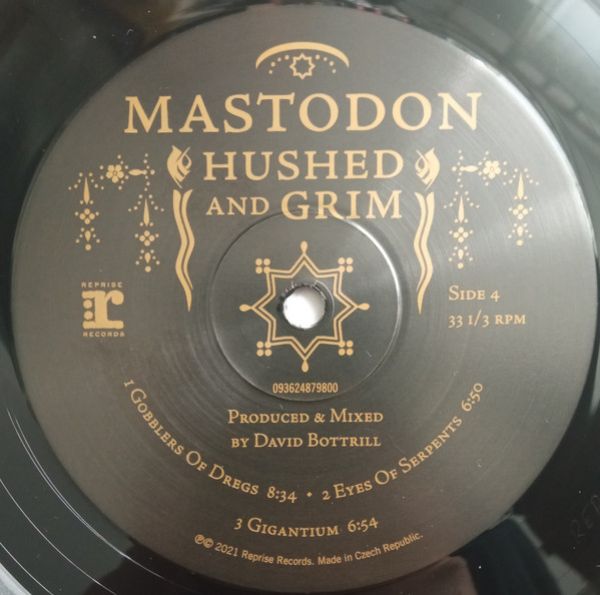 MASTODON
HUSHED
AND GRIM
REPRISE
r
RECORDS
SIDE 4
33 1/3 RPM
093624879800
PRODUCED & MIXED
BY DAVID BOTTRILL
1 GOBBLERS OF DREGS 8:34 • 2 EYES OF SERPENTS 6:50
3 GIGANTIUM 6:54
℗© 2021 Reprise Records. Made in Czech Republic.